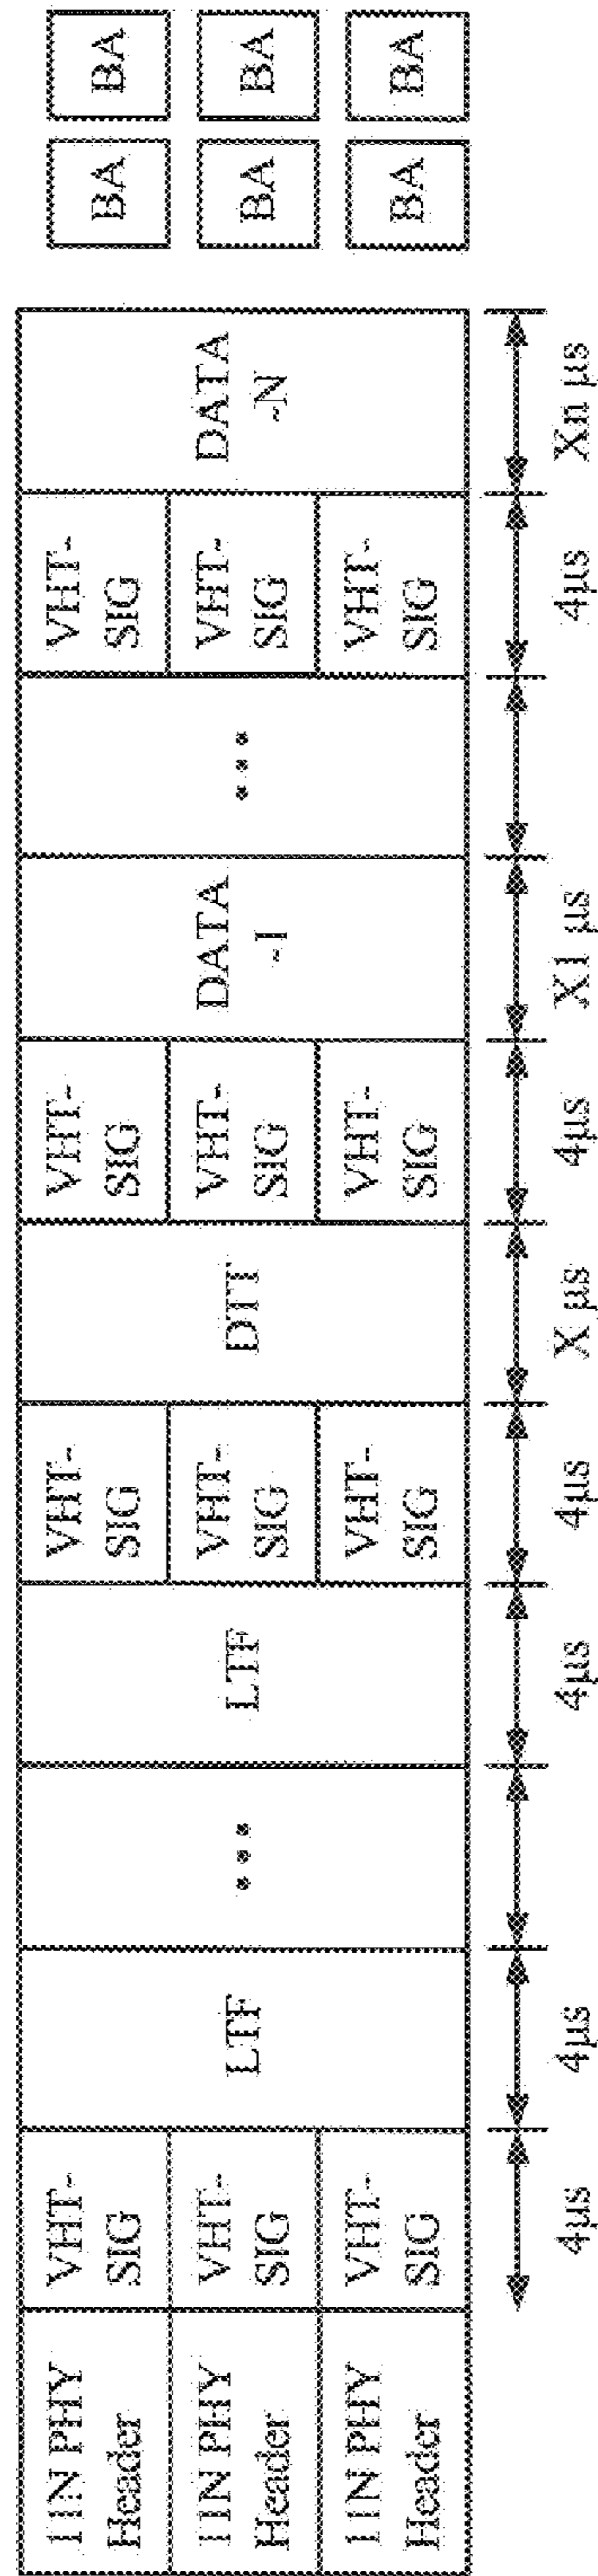 11N PHY
Header
11N PHY
Header
11N PHY
Header
VHT-
SIG
VHT-
SIG
VHT-
SIG
LTF
...
LTF
VHT-
SIG
VHT-
SIG
VHT-
SIG
DTT
VHT-
SIG
VHT-
SIG
VHT-
SIG
DATA
-1
...
VHT-
SIG
VHT-
SIG
VHT-
SIG
DATA
-N
BA
BA
BA
BA
BA
BA
4μs
4μs
4μs
4μs
X μs
4μs
X1 μs
4μs
Xn μs